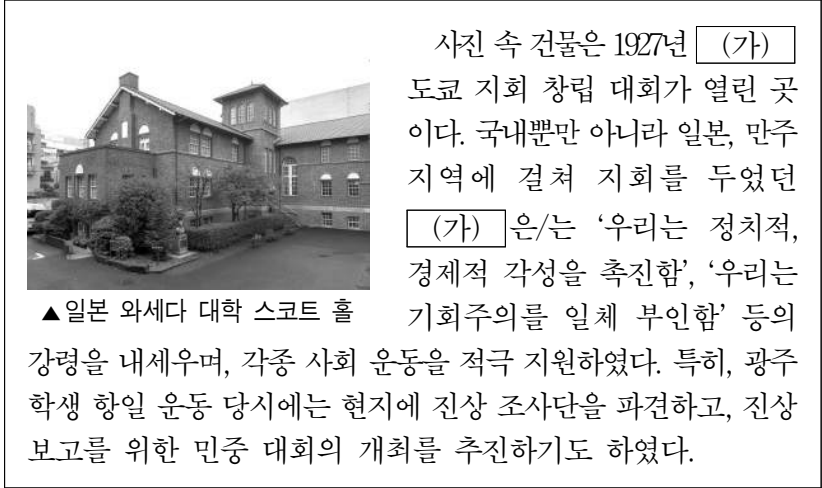 사진 속 건물은 1927년 (가)
도쿄 지회 창립 대회가 열린 곳
이다. 국내뿐만 아니라 일본, 만주
지역에 걸쳐 지회를 두었던
(가) 은/는 ‘우리는 정치적,
경제적 각성을 촉진함’, ‘우리는
기회주의를 일체 부인함’ 등의
▲일본 와세다 대학 스코트 홀
강령을 내세우며, 각종 사회 운동을 적극 지원하였다. 특히, 광주
학생 항일 운동 당시에는 현지에 진상 조사단을 파견하고, 진상
보고를 위한 민중 대회의 개최를 추진하기도 하였다.